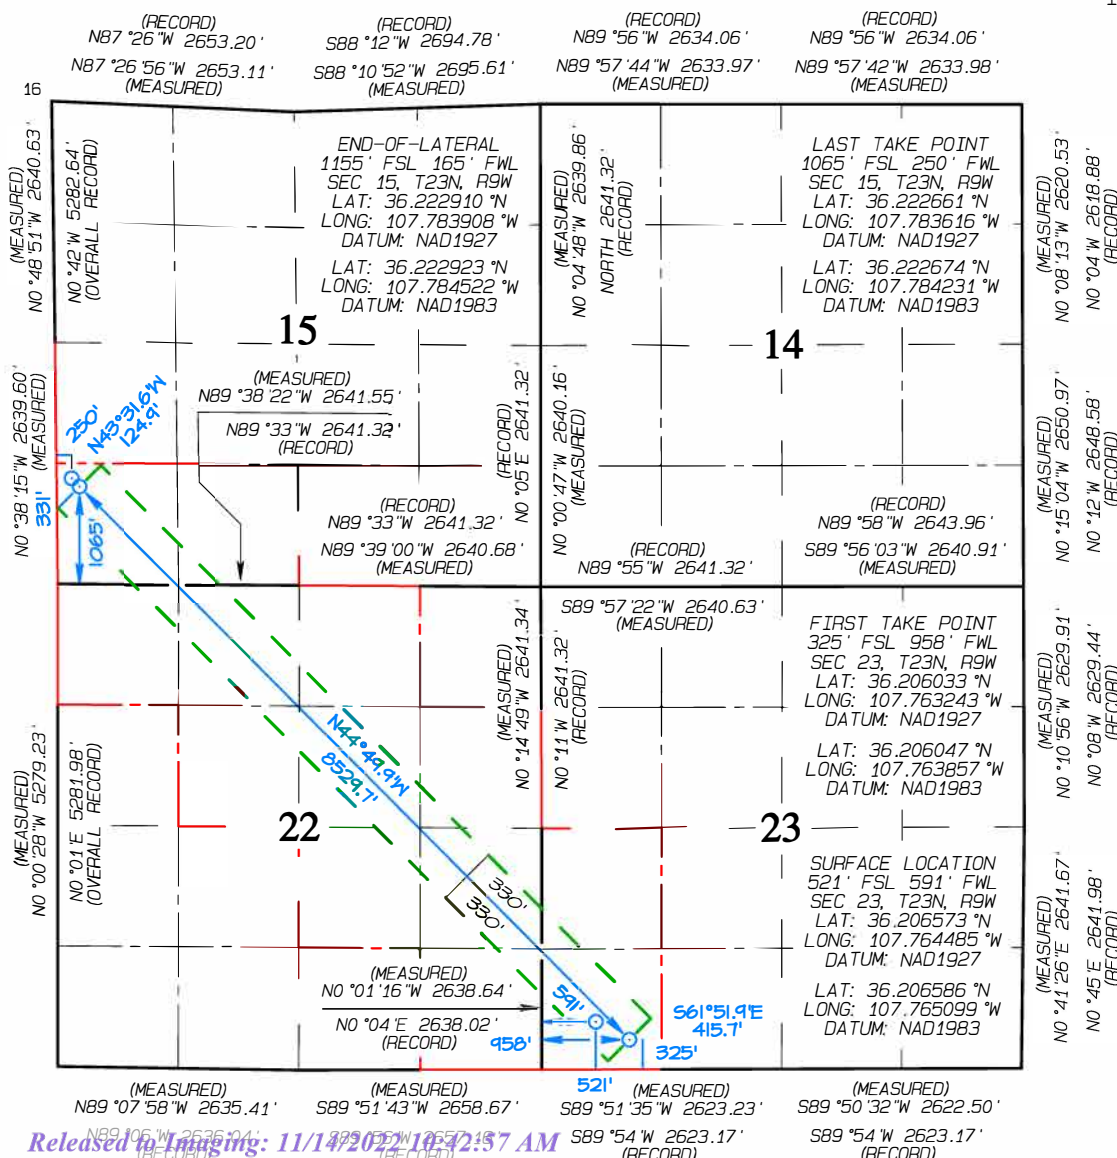 (RECORD)
N87°26'W 2653.20'
N87°26'56"W 2653.11'
(MEASURED)
(RECORD)
S88°12'W 2694.78'
S88°10'52"W 2695.61'
(MEASURED)
(RECORD)
N89°56'W 2634.06'
N89°57'44"W 2633.97'
(MEASURED)
(RECORD)
N89°56'W 2634.06'
N89°57'42"W 2633.98'
(MEASURED)
16
(MEASURED)
N0°48'51"W 2640.63'
N0°42'W 5282.64'
(OVERALL RECORD)
END-OF-LATERAL
1155' FSL 165' FWL
SEC 15, T23N, R9W
LAT: 36.222910°N
LONG: 107.783908°W
DATUM: NAD1927
LAT: 36.222923°N
LONG: 107.784522°W
DATUM: NAD1983
(MEASURED)
N0°04'48"W 2639.86'
NORTH 2641.32'
(RECORD)
LAST TAKE POINT
1065' FSL 250' FWL
SEC 15, T23N, R9W
LAT: 36.222661°N
LONG: 107.783616°W
DATUM: NAD1927
LAT: 36.222674°N
LONG: 107.784231°W
DATUM: NAD1983
(MEASURED)
N0°08'13"W 2620.53'
N0°04'W 2618.88'
(RECORD)
15
14
N0°38'15"W 2639.60'
(MEASURED)
331'
250'
N43°31.6'W
124.9'
1065'
(MEASURED)
N89°38'22"W 2641.55'
N89°33'W 2641.32'
(RECORD)
(RECORD)
N0°05'E 2641.32'
N0°00'47"W 2640.16'
(MEASURED)
(RECORD)
N89°33'W 2641.32'
N89°39'00"W 2640.68'
(MEASURED)
(RECORD)
N89°55'W 2641.32'
(RECORD)
N89°58'W 2643.96'
S89°56'03"W 2640.91'
(MEASURED)
(MEASURED)
N0°15'04"W 2650.97'
N0°12'W 2648.58'
(RECORD)
S89°57'22"W 2640.63'
(MEASURED)
(MEASURED)
N0°14'49"W 2641.34'
N0°11'W 2641.32'
(RECORD)
FIRST TAKE POINT
325' FSL 958' FWL
SEC 23, T23N, R9W
LAT: 36.206033°N
LONG: 107.763243°W
DATUM: NAD1927
LAT: 36.206047°N
LONG: 107.763857°W
DATUM: NAD1983
(MEASURED)
N0°10'56"W 2629.91'
N0°08'W 2629.44'
(RECORD)
(MEASURED)
N0°00'28"W 5279.23'
N0°01'E 5281.98'
(OVERALL RECORD)
N44°49.9'W
8529.7'
22
23
330'
330'
SURFACE LOCATION
521' FSL 591' FWL
SEC 23, T23N, R9W
LAT: 36.206573°N
LONG: 107.764485°W
DATUM: NAD1927
LAT: 36.206586°N
LONG: 107.765099°W
DATUM: NAD1983
(MEASURED)
N0°41'26"E 2641.67'
N0°45'E 2641.98'
(RECORD)
(MEASURED)
N0°01'16"W 2638.64'
N0°04'E 2638.02'
(RECORD)
591'
958'
S61°51.9'E
415.7'
325'
521'
(MEASURED)
N89°07'58"W 2635.41'
N89°06'W 2636.04'
(RECORD)
(MEASURED)
S89°51'43"W 2658.67'
(RECORD)
(MEASURED)
S89°51'35"W 2623.23'
S89°54'W 2623.17'
(RECORD)
(MEASURED)
S89°50'32"W 2622.50'
S89°54'W 2623.17'
(RECORD)
Released to Imaging: 11/14/2022 10:42:57 AM